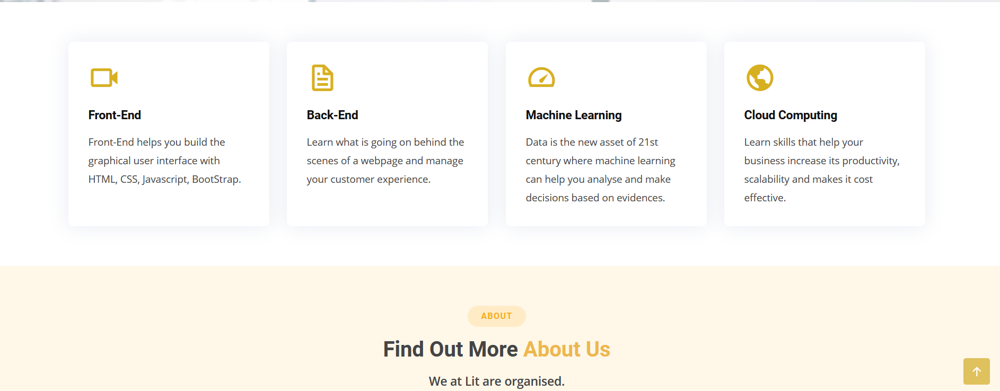 Front-End
Front-End helps you build the
graphical user interface with
HTML, CSS, Javascript, BootStrap.
Back-End
Learn what is going on behind the
scenes of a webpage and manage
your customer experience.
Machine Learning
Data is the new asset of 21st
century where machine learning
can help you analyse and make
decisions based on evidences.
Cloud Computing
Learn skills that help your
business increase its productivity,
scalability and makes it cost
effective.
ABOUT
Find Out More About Us
We at Lit are organised.